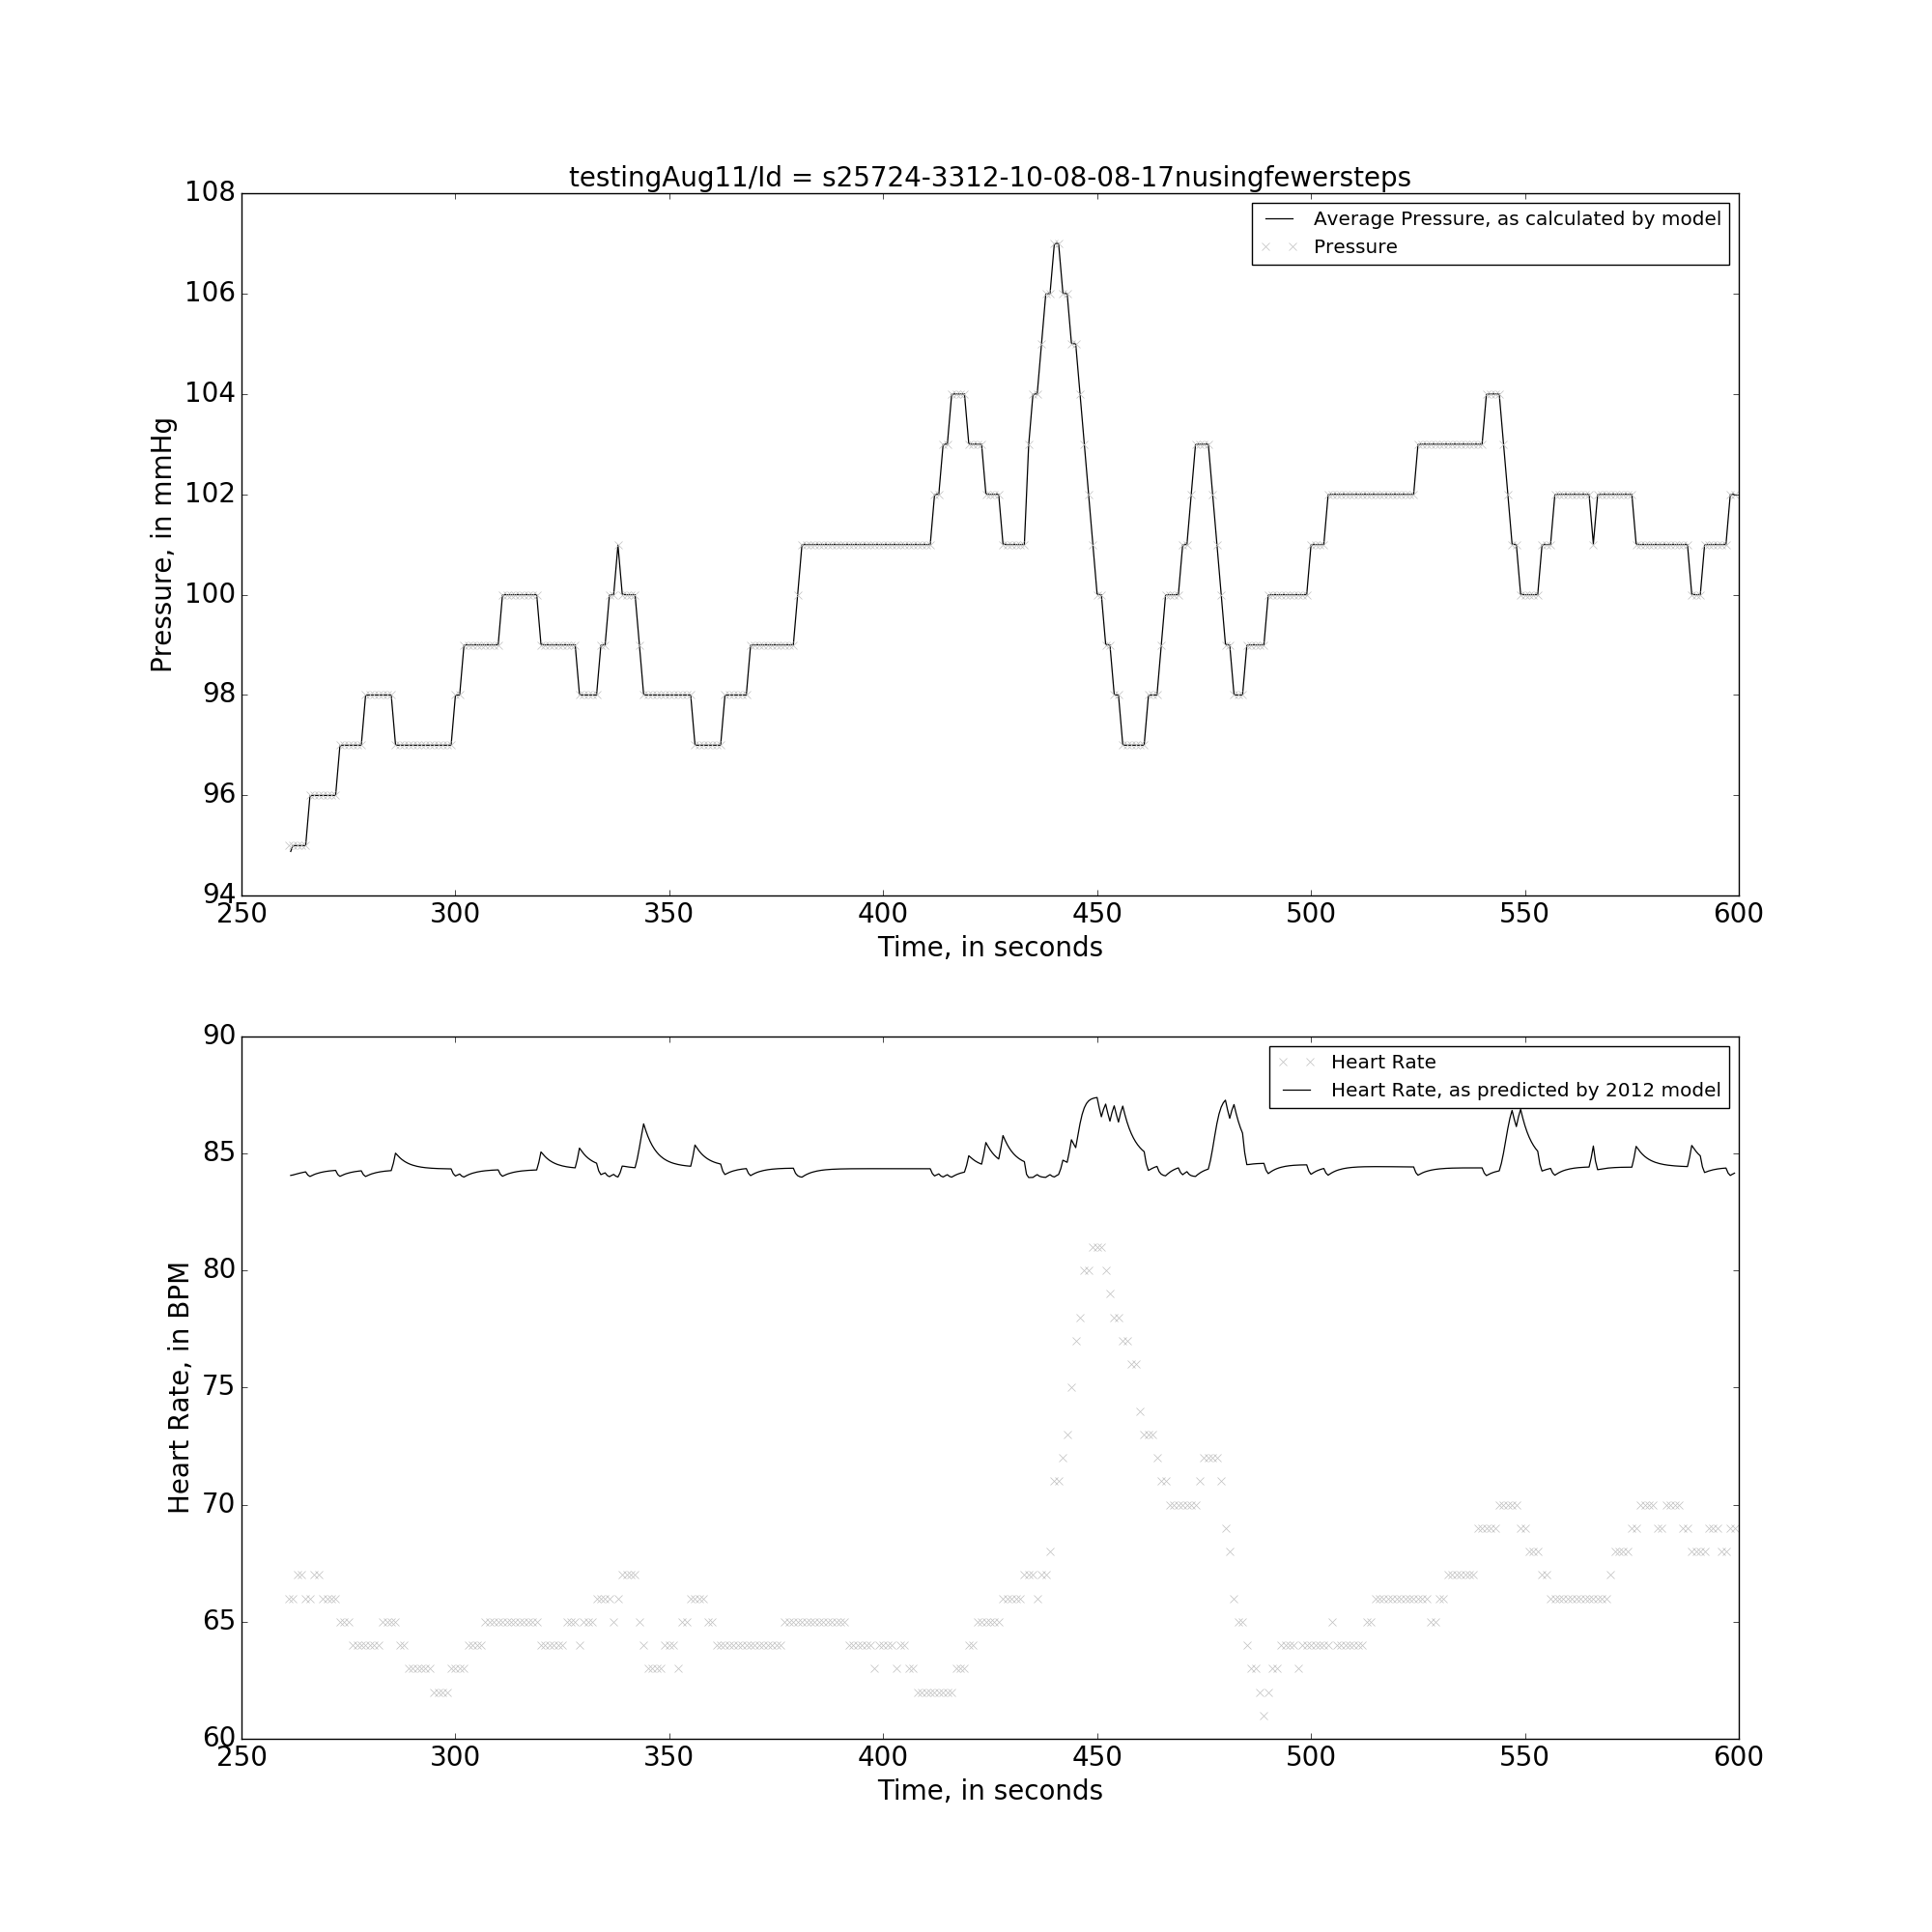 testingAug11/Id = s25724-3312-10-08-08-17nusingfewersteps
108
106
104
102
100
98
96
94
Pressure, in mmHg
Average Pressure, as calculated by model
Pressure
250 300 350 400 450 500 550 600
Time, in seconds
90
85
80
75
70
65
60
Heart Rate, in BPM
Heart Rate
Heart Rate, as predicted by 2012 model
250 300 350 400 450 500 550 600
Time, in seconds